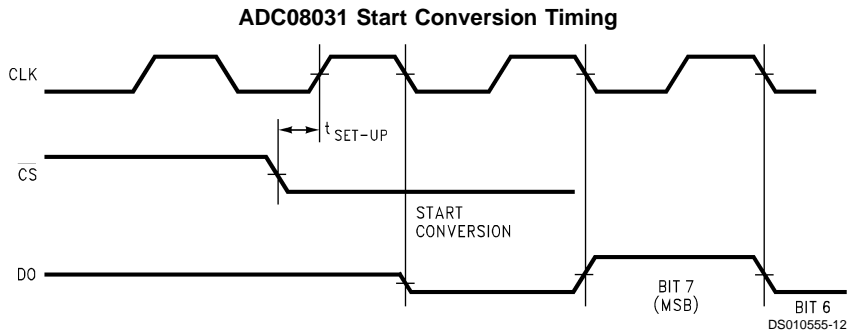 ADC08031 Start Conversion Timing
CLK
t SET-UP
CS
START
CONVERSION
DO
BIT 7
(MSB)
BIT 6
DS010555-12